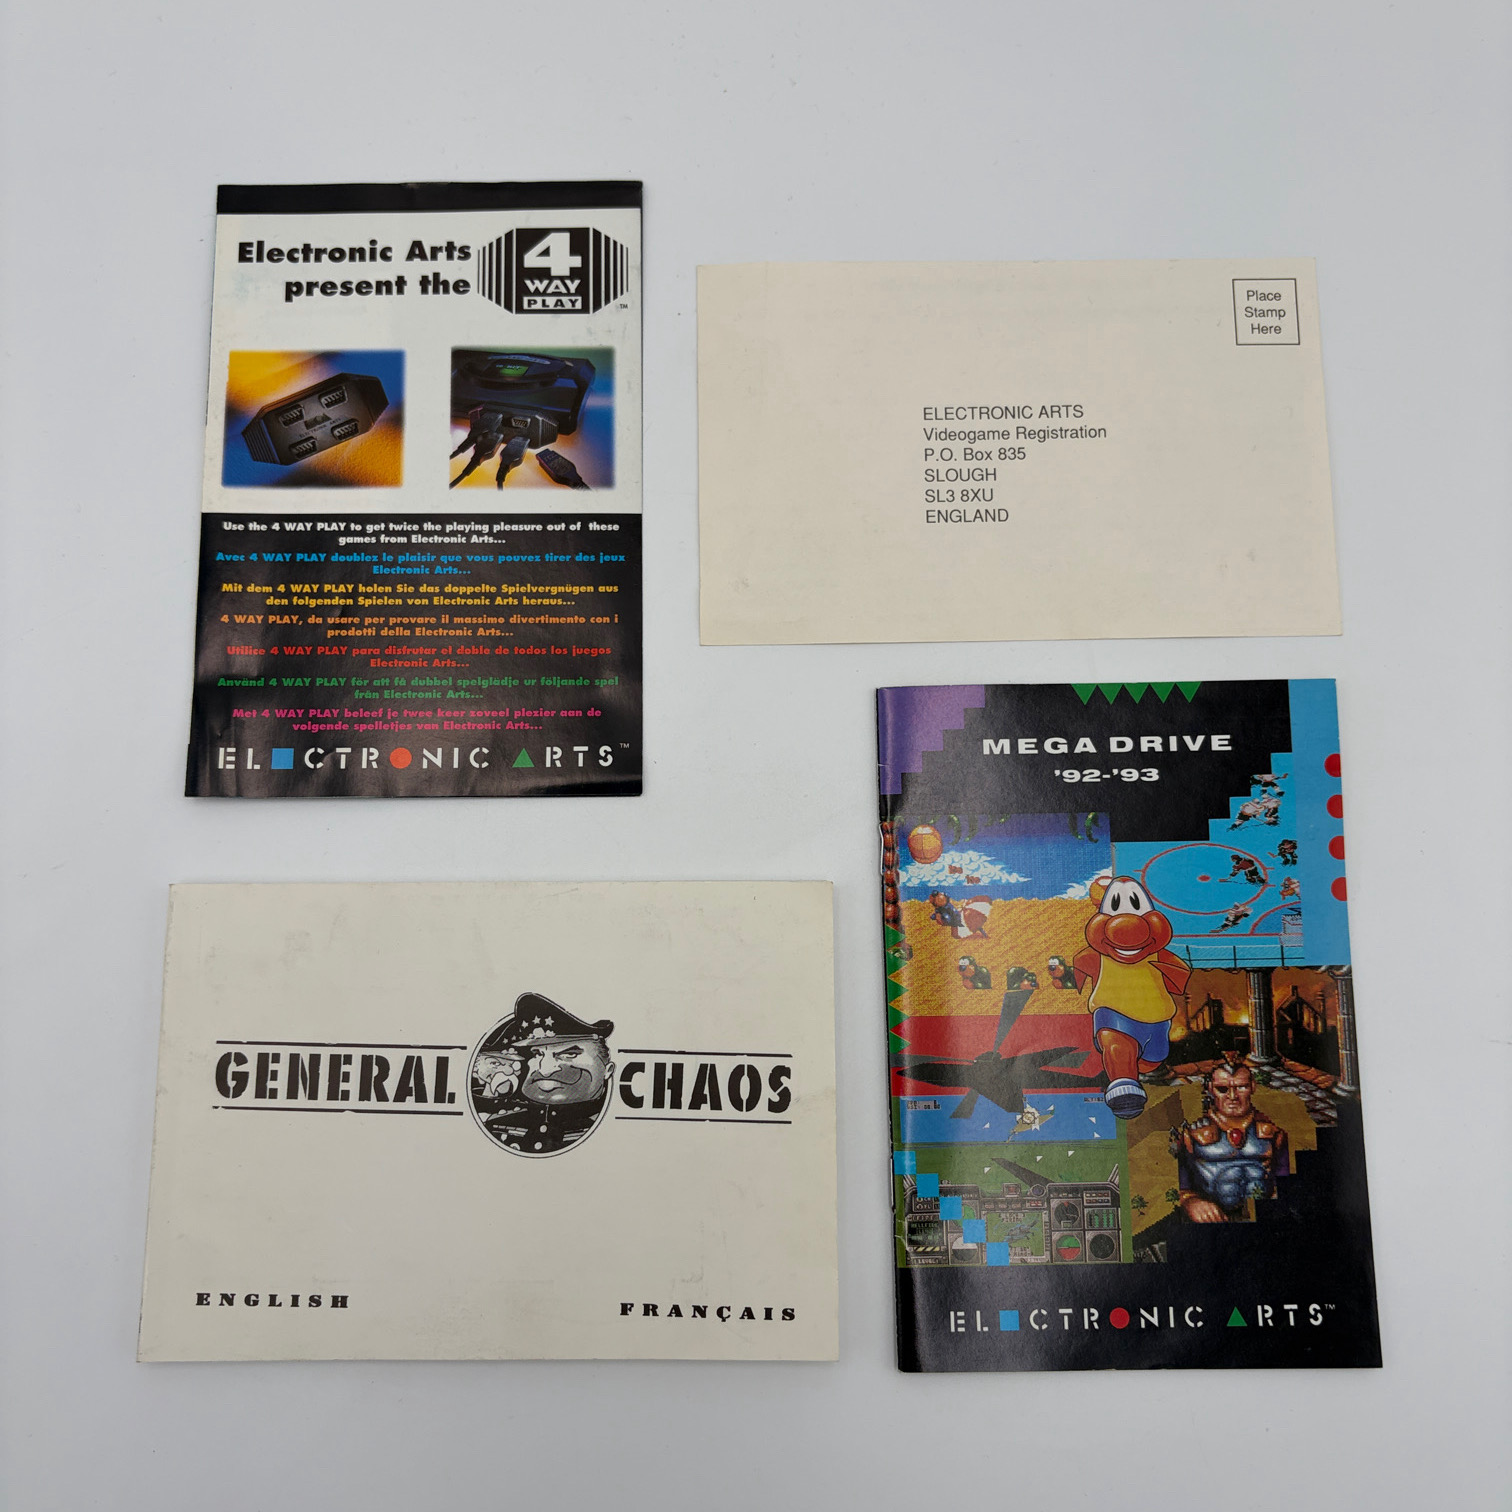 Electronic Arts
present the
4
WAY
PLAY
TM
Use the 4 WAY PLAY to get twice the playing pleasure out of these
games from Electronic Arts...
Avec 4 WAY PLAY doublez le plaisir que vous pouvez tirer des jeux
Electronic Arts...
Mit dem 4 WAY PLAY holen Sie das doppelte Spielvergnügen aus
den folgenden Spielen von Electronic Arts heraus...
4 WAY PLAY, da usare per provare il massimo divertimento con i
prodotti della Electronic Arts...
Utilice 4 WAY PLAY para disfrutar el doble de todos los juegos
Electronic Arts...
Använd 4 WAY PLAY för att få dubbel spelglädje ur följande spel
från Electronic Arts...
Met 4 WAY PLAY beleef je twee keer zoveel plezier aan de
volgende spelletjes van Electronic Arts...
ELECTRONIC ARTS™
Place
Stamp
Here
ELECTRONIC ARTS
Videogame Registration
P.O. Box 835
SLOUGH
SL3 8XU
ENGLAND
GENERAL CHAOS
ENGLISH
FRANÇAIS
MEGA DRIVE
'92-'93
ELECTRONIC ARTS™